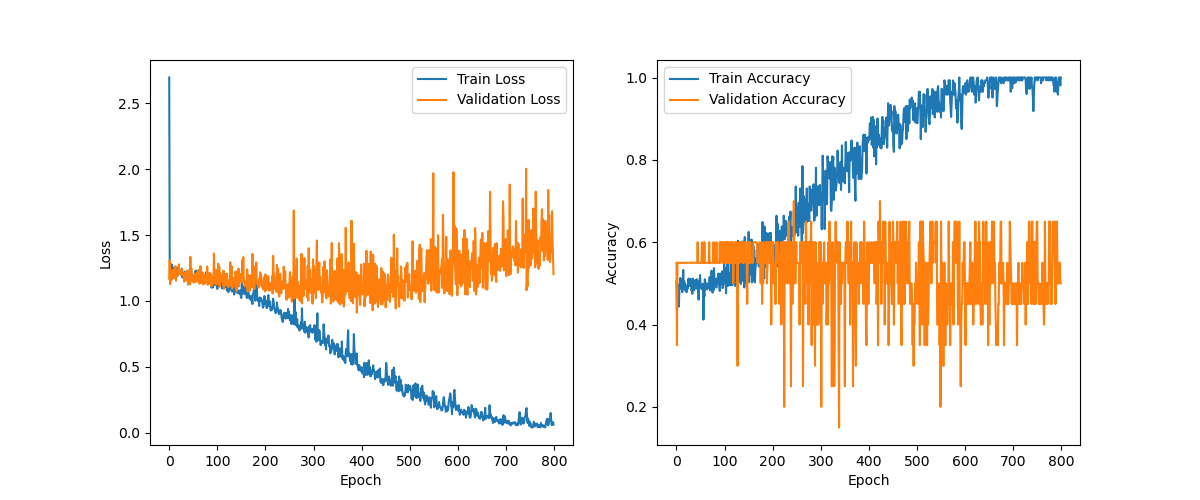 Train Loss
Validation Loss
2.5
2.0
1.5
1.0
0.5
0.0
Loss
0 100 200 300 400 500 600 700 800
Epoch
Train Accuracy
Validation Accuracy
1.0
0.8
0.6
0.4
0.2
Accuracy
0 100 200 300 400 500 600 700 800
Epoch